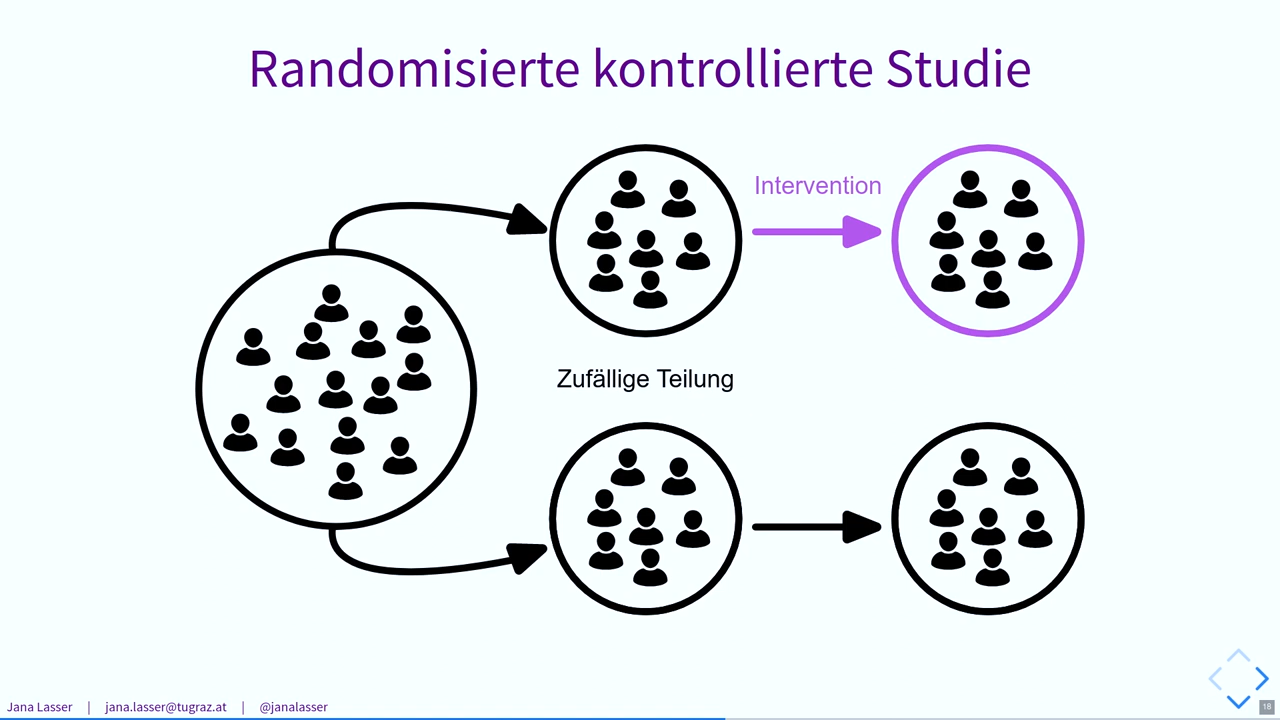 Randomisierte kontrollierte Studie
Intervention
Zufällige Teilung
Jana Lasser | jana.lasser@tugraz.at | @janalasser
18